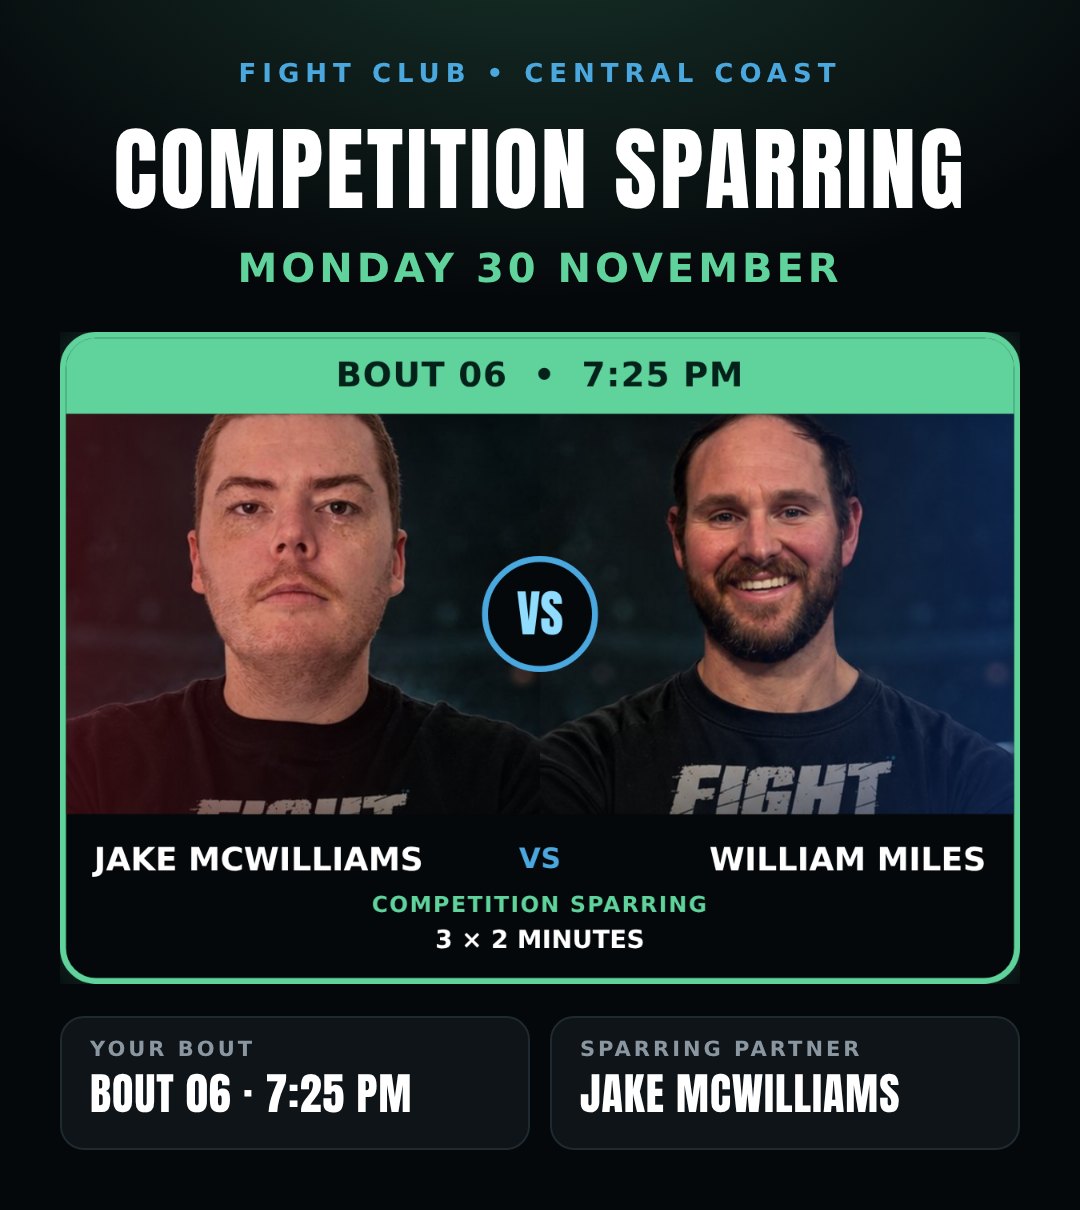 FIGHT CLUB • CENTRAL COAST
COMPETITION SPARRING
MONDAY 30 NOVEMBER
BOUT 06 • 7:25 PM
VS
FIGHT
FIGHT
JAKE MCWILLIAMS VS WILLIAM MILES
COMPETITION SPARRING
3 × 2 MINUTES
YOUR BOUT
BOUT 06 · 7:25 PM
SPARRING PARTNER
JAKE MCWILLIAMS